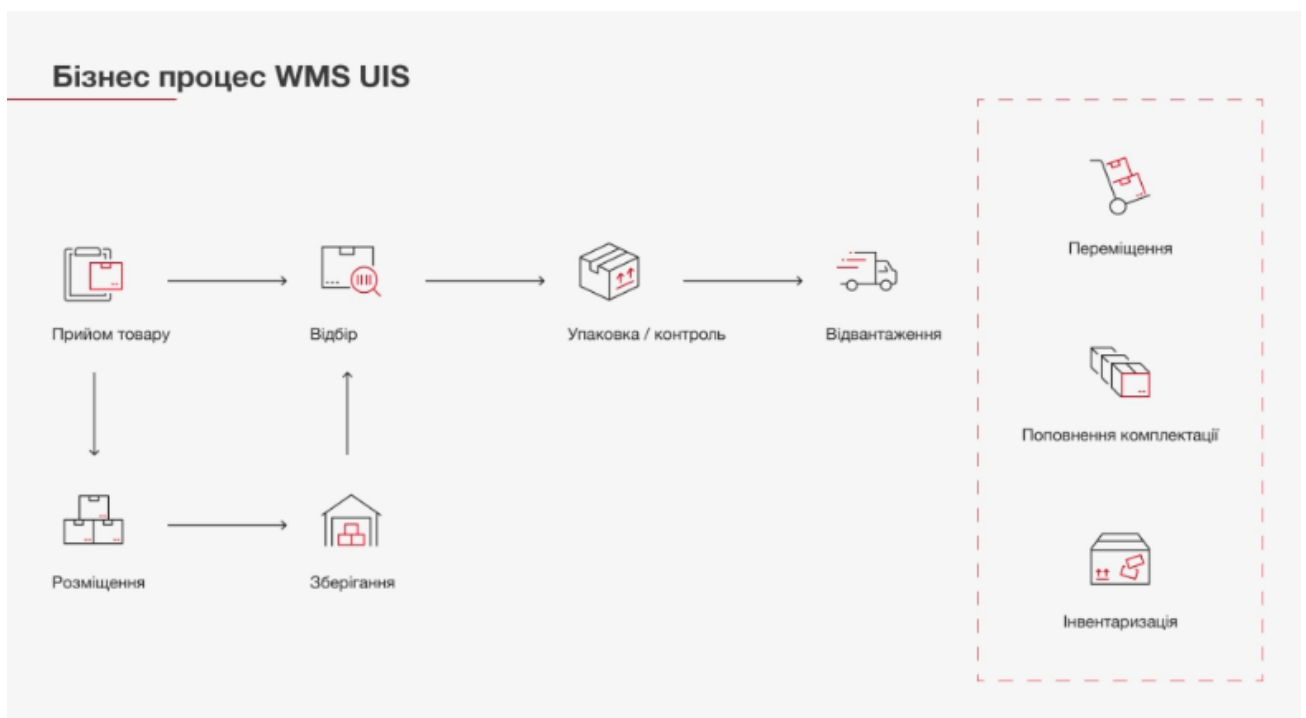 Бізнес процес WMS UIS
Прийом товару
Відбір
Упаковка / контроль
Відвантаження
Розміщення
Зберігання
Переміщення
Поповнення комплектації
Інвентаризація